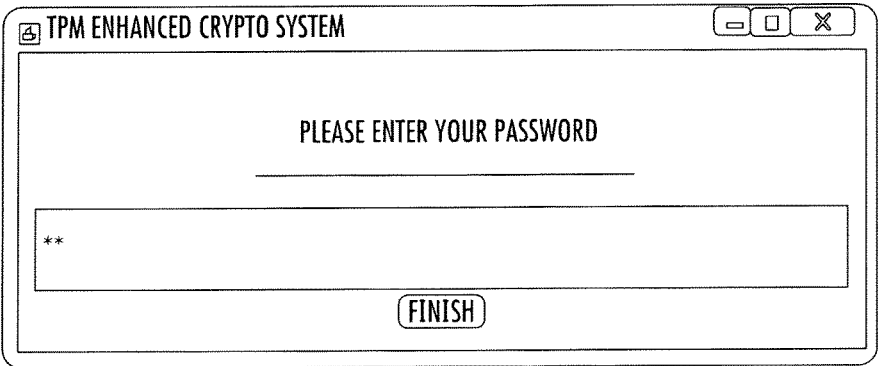 TPM ENHANCED CRYPTO SYSTEM
PLEASE ENTER YOUR PASSWORD
**
FINISH